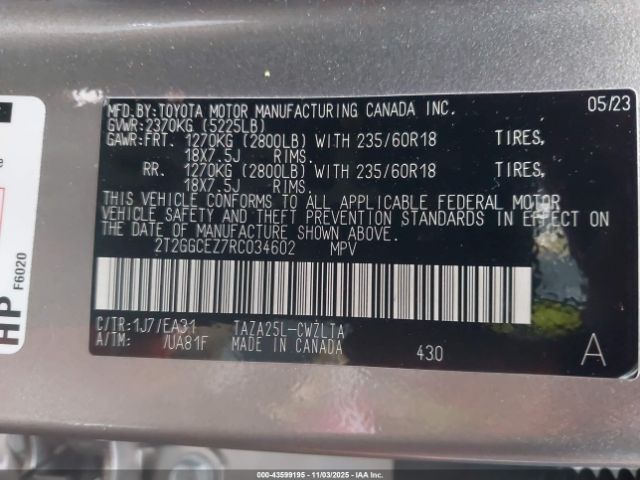 MFD.BY:TOYOTA MOTOR MANUFACTURING CANADA INC. 05/23
GVWR:2370KG (5225LB)
GAWR:FRT. 1270KG (2800LB) WITH 235/60R18 TIRES,
18X7.5J RIMS.
RR. 1270KG (2800LB) WITH 235/60R18 TIRES,
18X7.5J RIMS.
THIS VEHICLE CONFORMS TO ALL APPLICABLE FEDERAL MOTOR
VEHICLE SAFETY AND THEFT PREVENTION STANDARDS IN EFFECT ON
THE DATE OF MANUFACTURE SHOWN ABOVE.
2T2GGCEZ7RC034602 MPV
C/TR:1J7/EA31 TAZA25L-CWZLTA
A/TM: /UA81F MADE IN CANADA 430 A
HP F6020
000-43599195 - 11/03/2025 - IAAI.COM